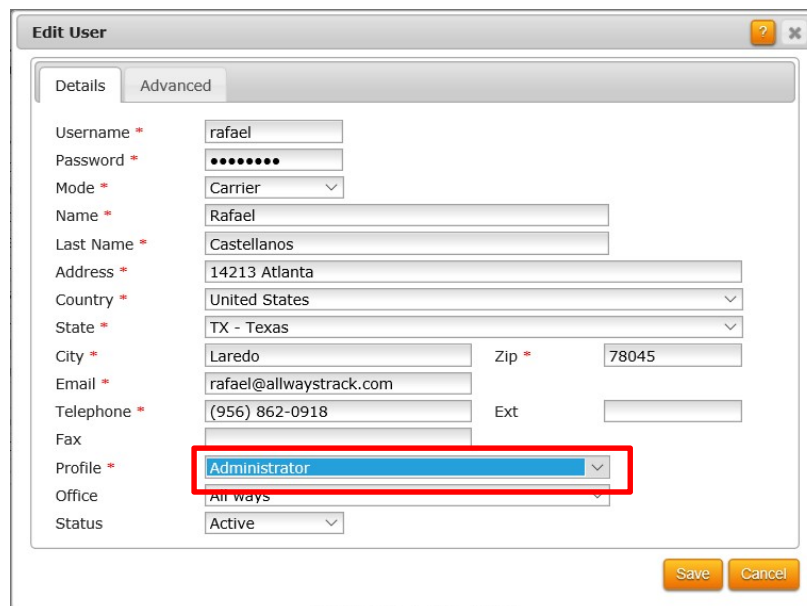 Edit User
?
Details Advanced
Username * rafael
Password * ••••••••
Mode * Carrier
Name * Rafael
Last Name * Castellanos
Address * 14213 Atlanta
Country * United States
State * TX - Texas
City * Laredo Zip * 78045
Email * rafael@allwaystrack.com
Telephone * (956) 862-0918 Ext
Fax
Profile * Administrator
Office All ways
Status Active
Save Cancel